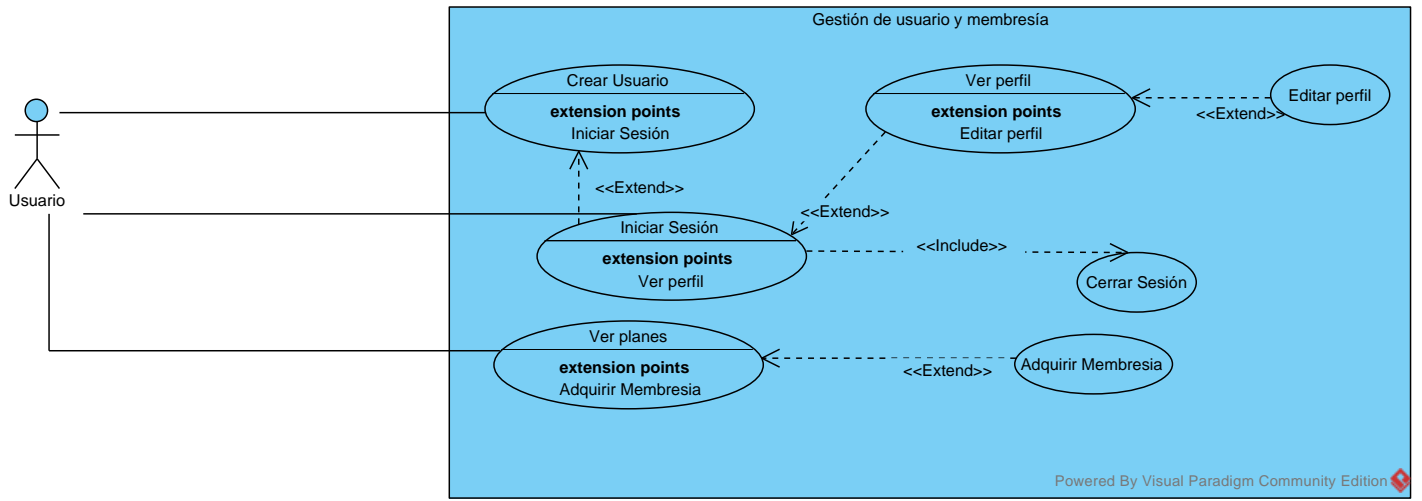 Gestión de usuario y membresía
Crear Usuario
extension points
Iniciar Sesión
Ver perfil
extension points
Editar perfil
Editar perfil
<<Extend>>
Usuario
<<Extend>>
<<Extend>>
Iniciar Sesión
extension points
Ver perfil
<<Include>>
Cerrar Sesión
Ver planes
extension points
Adquirir Membresia
<<Extend>>
Adquirir Membresia
Powered By Visual Paradigm Community Edition